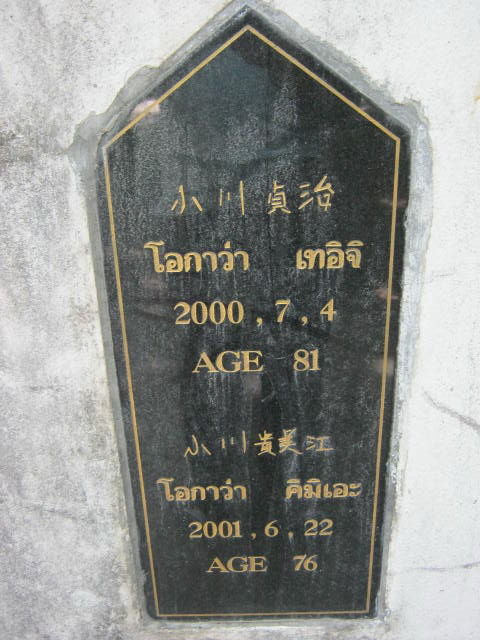 小川貞治
โอกาว่า เทอิจิ
2000 , 7 , 4
AGE 81
小川貴美江
โอกาว่า คิมิเอะ
2001 , 6 , 22
AGE 76